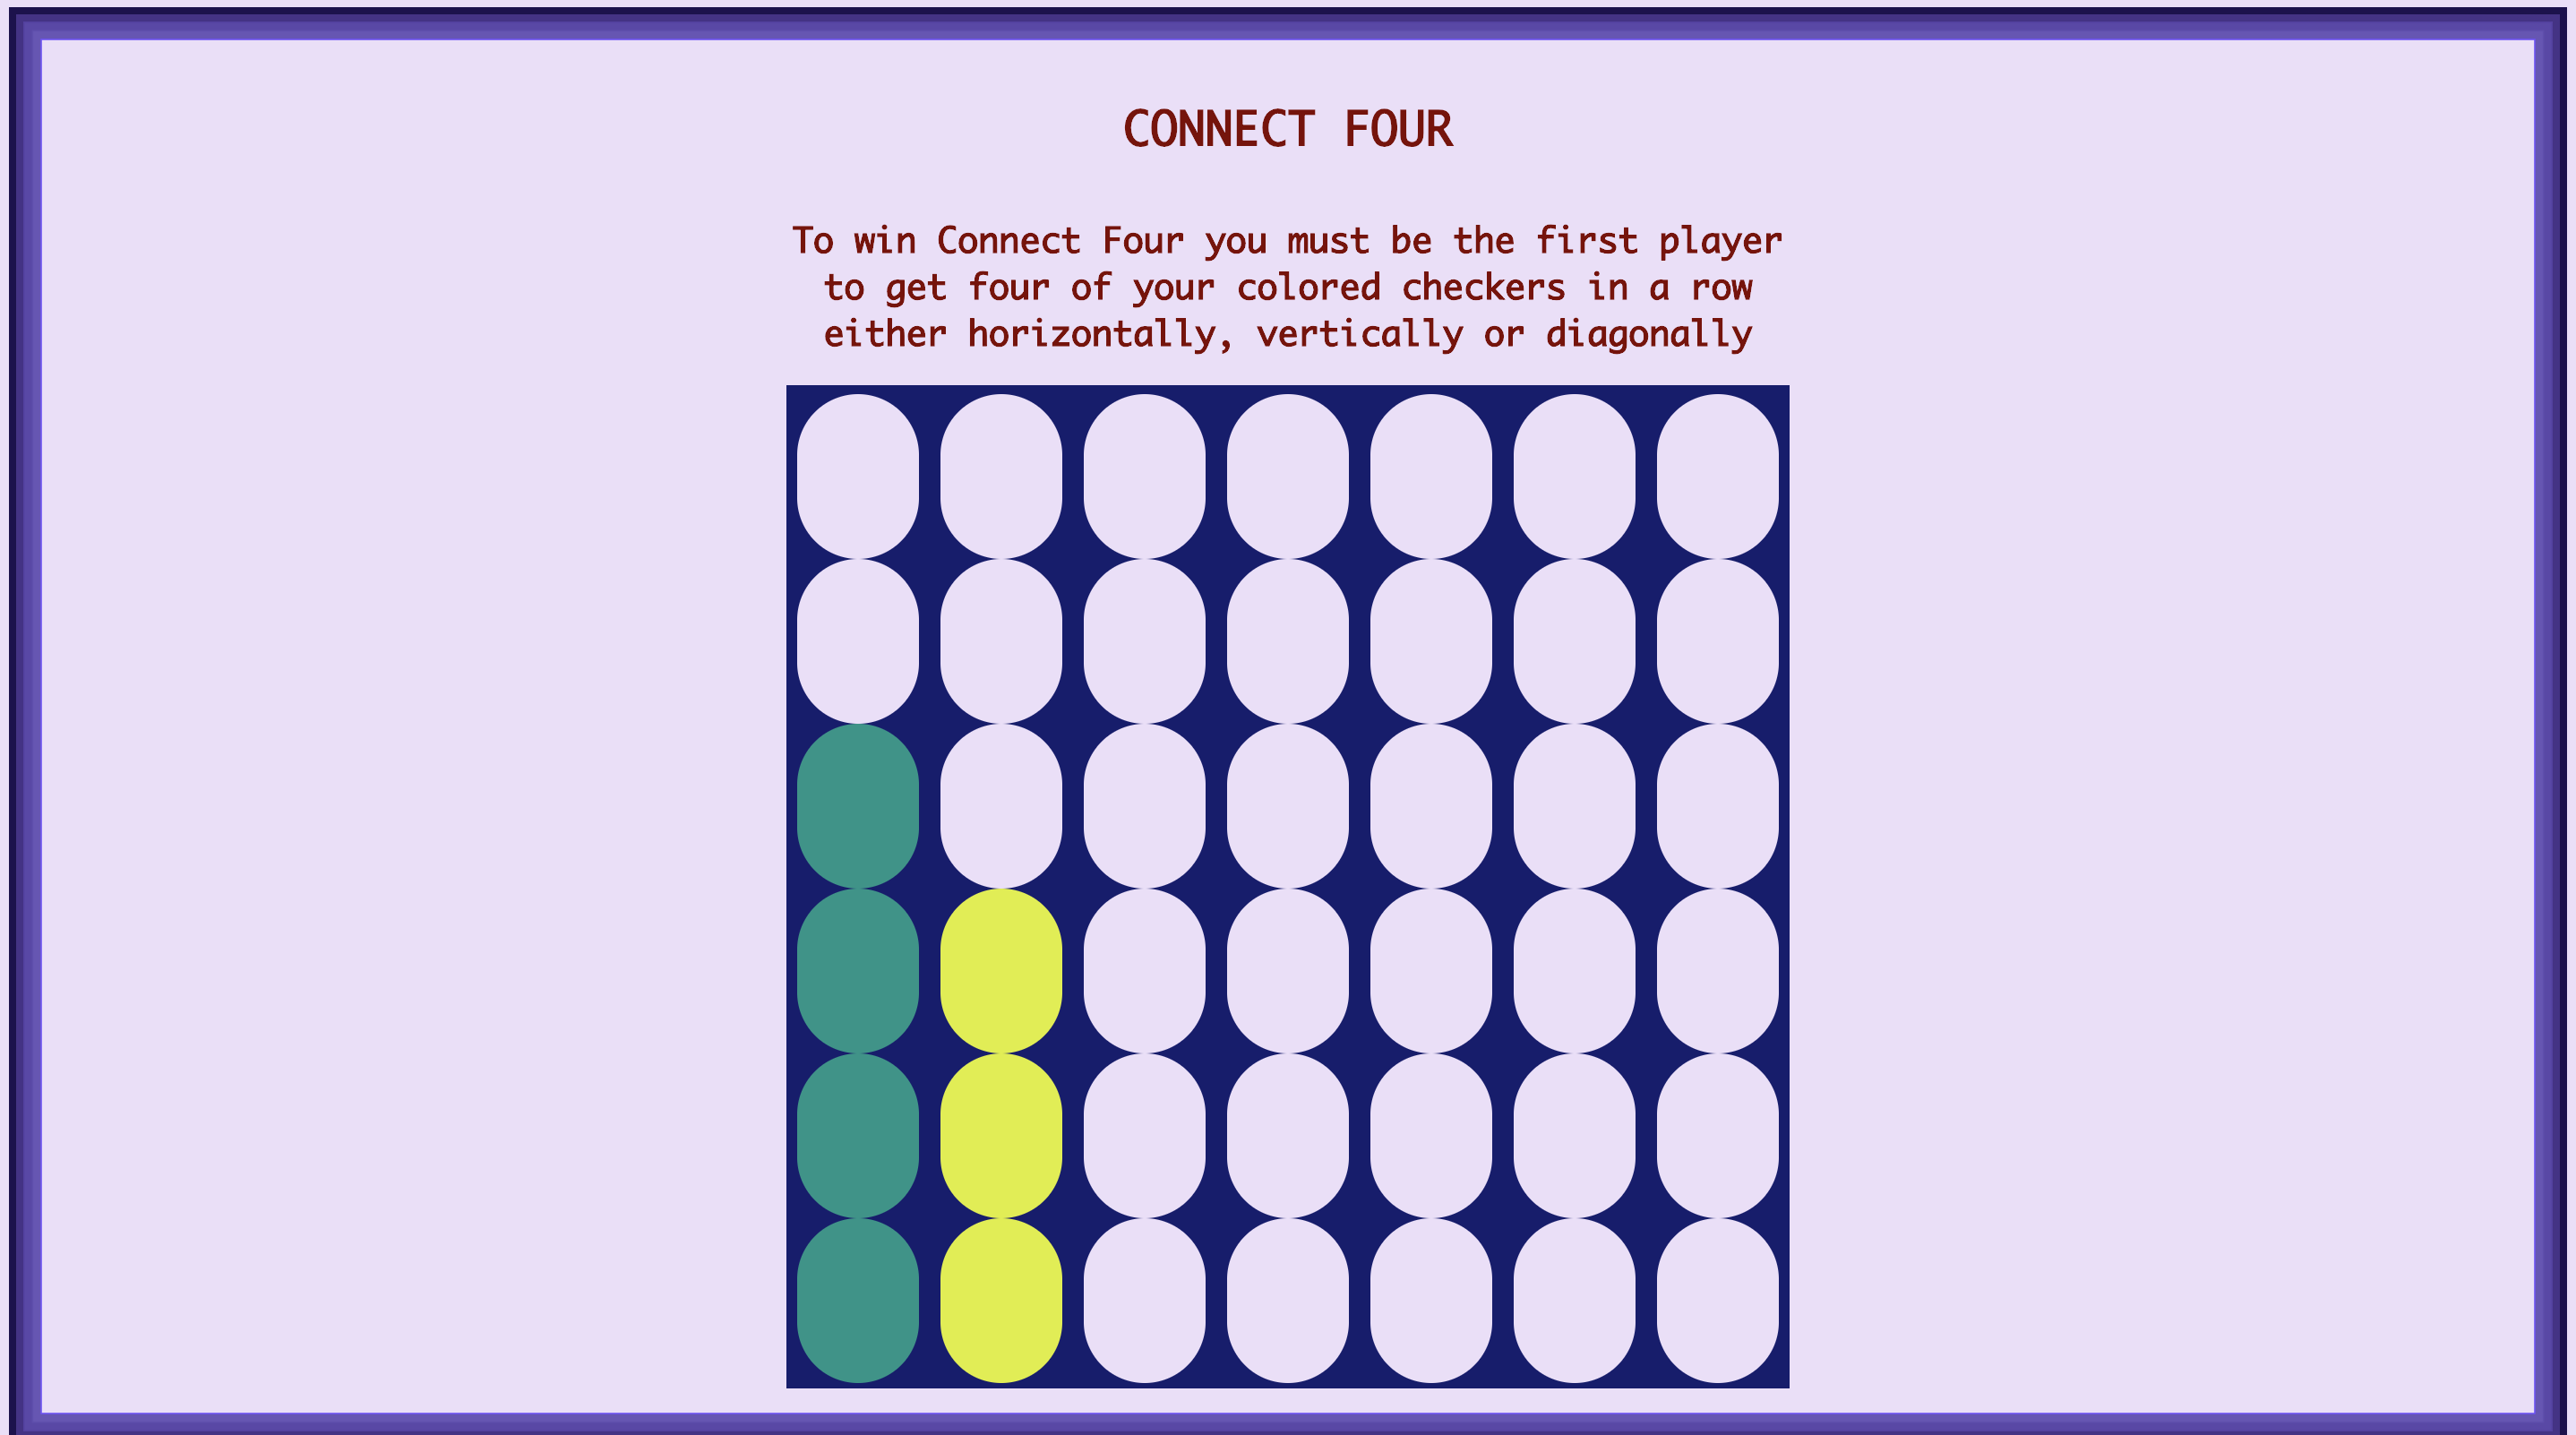 CONNECT FOUR
To win Connect Four you must be the first player
to get four of your colored checkers in a row
either horizontally, vertically or diagonally